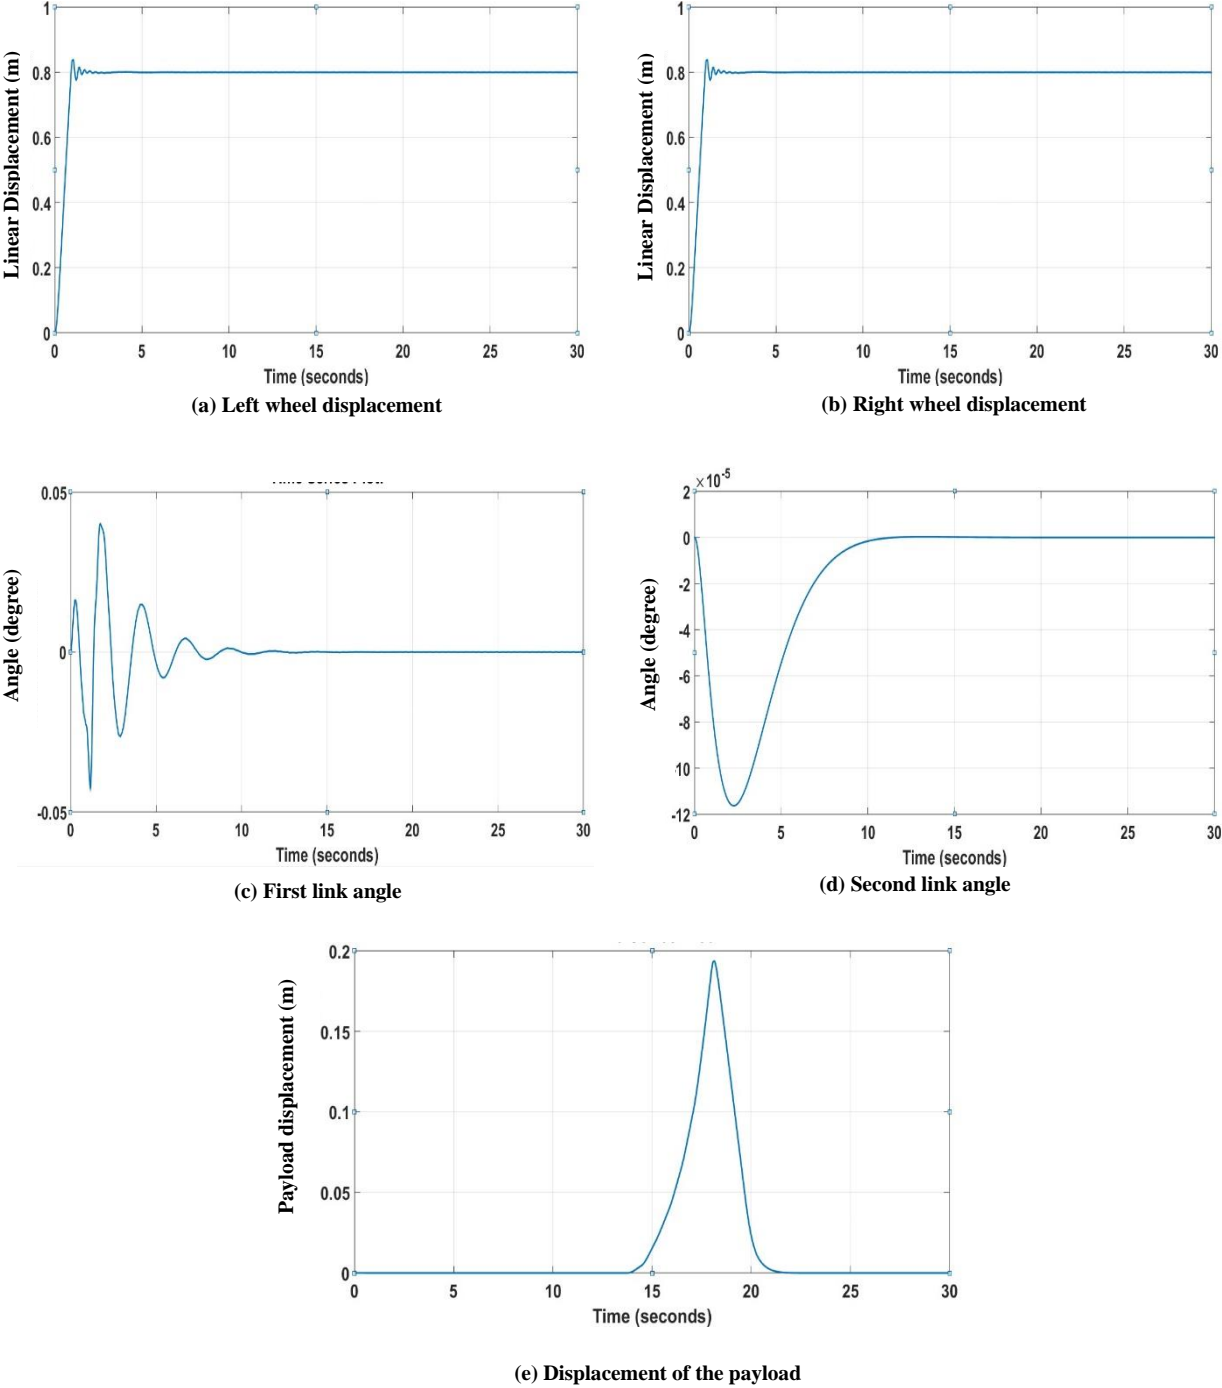 1
0.8
0.6
0.4
0.2
0
0 5 10 15 20 25 30
Linear Displacement (m)
Time (seconds)
(a) Left wheel displacement
1
0.8
0.6
0.4
0.2
0
0 5 10 15 20 25 30
Linear Displacement (m)
Time (seconds)
(b) Right wheel displacement
0.05
0
-0.05
0 5 10 15 20 25 30
Angle (degree)
Time (seconds)
(c) First link angle
×10-5
2
0
-2
-4
-6
-8
10
-12
0 5 10 15 20 25 30
Angle (degree)
Time (seconds)
(d) Second link angle
0.2
0.15
0.1
0.05
0
0 5 10 15 20 25 30
Payload displacement (m)
Time (seconds)
(e) Displacement of the payload